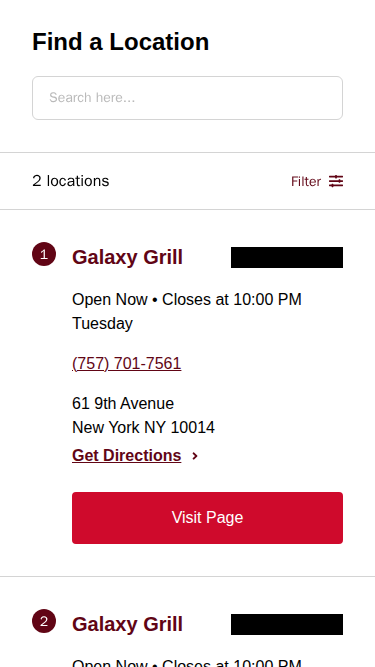 Find a Location
Search here...
2 locations
Filter
1
Galaxy Grill
Open Now • Closes at 10:00 PM
Tuesday
(757) 701-7561
61 9th Avenue
New York NY 10014
Get Directions
Visit Page
2
Galaxy Grill
Open Now • Closes at 10:00 PM